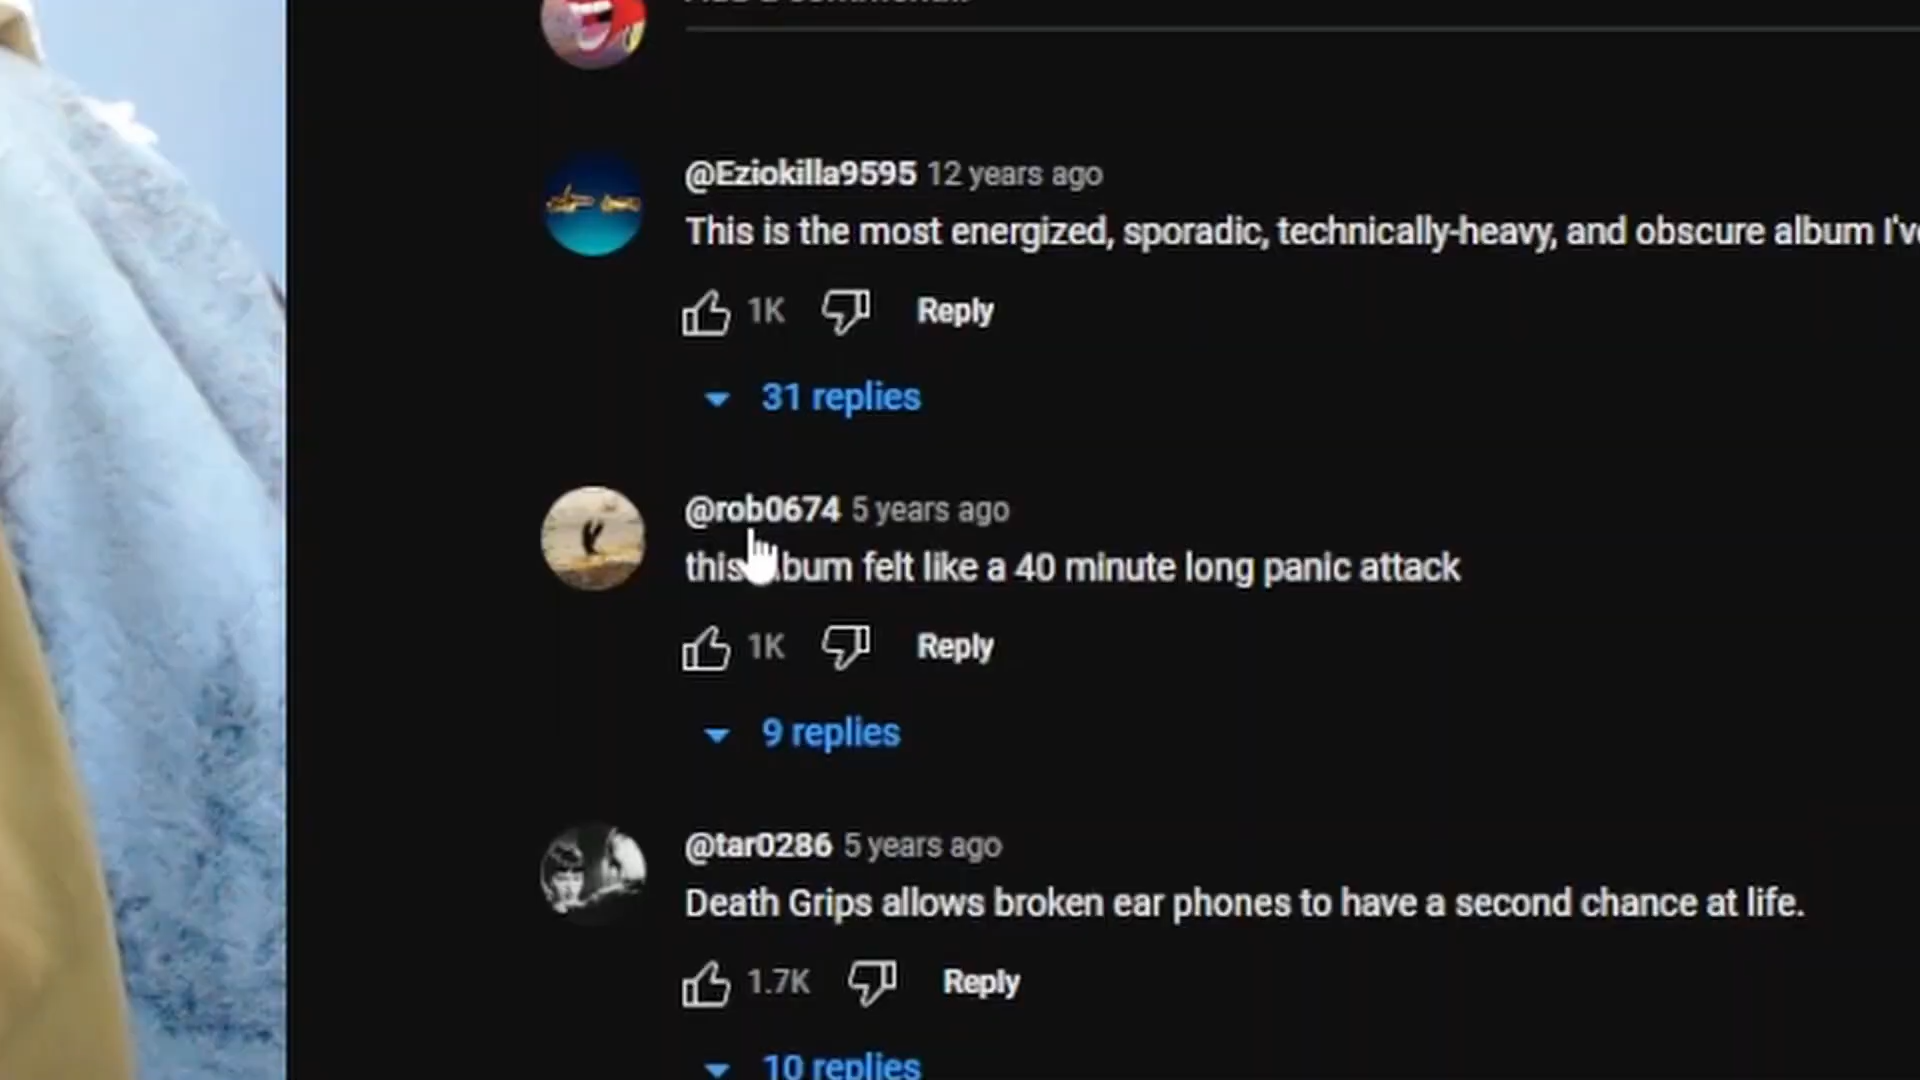 @Eziokilla9595 12 years ago
This is the most energized, sporadic, technically-heavy, and obscure album I've
1K Reply
31 replies
@rob0674 5 years ago
this album felt like a 40 minute long panic attack
1K Reply
9 replies
@tar0286 5 years ago
Death Grips allows broken ear phones to have a second chance at life.
1.7K Reply
10 replies